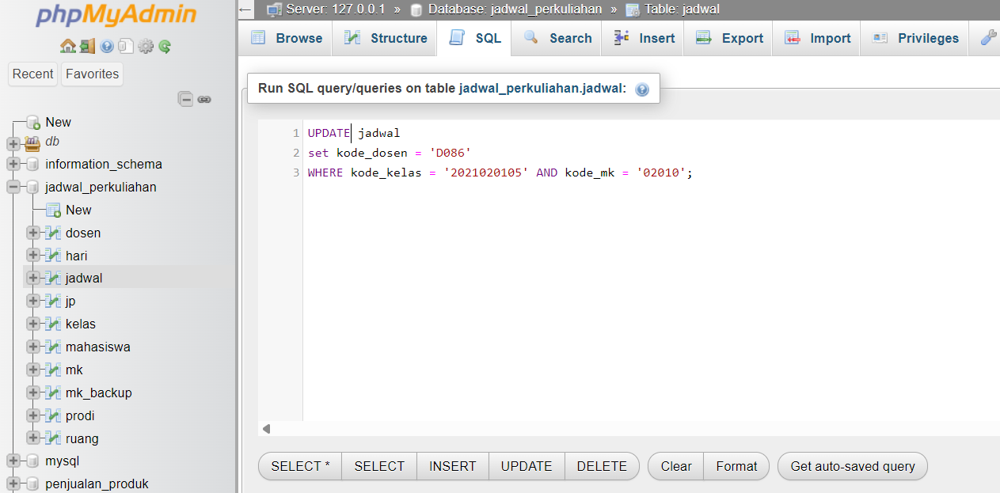 phpMyAdmin
Recent Favorites
New
db
information_schema
jadwal_perkuliahan
New
dosen
hari
jadwal
jp
kelas
mahasiswa
mk
mk_backup
prodi
ruang
mysql
penjualan_produk
Server: 127.0.0.1 » Database: jadwal_perkuliahan » Table: jadwal
Browse Structure SQL Search Insert Export Import Privileges
Run SQL query/queries on table jadwal_perkuliahan.jadwal:
1 UPDATE jadwal
2 set kode_dosen = 'D086'
3 WHERE kode_kelas = '2021020105' AND kode_mk = '02010';
SELECT * SELECT INSERT UPDATE DELETE Clear Format Get auto-saved query